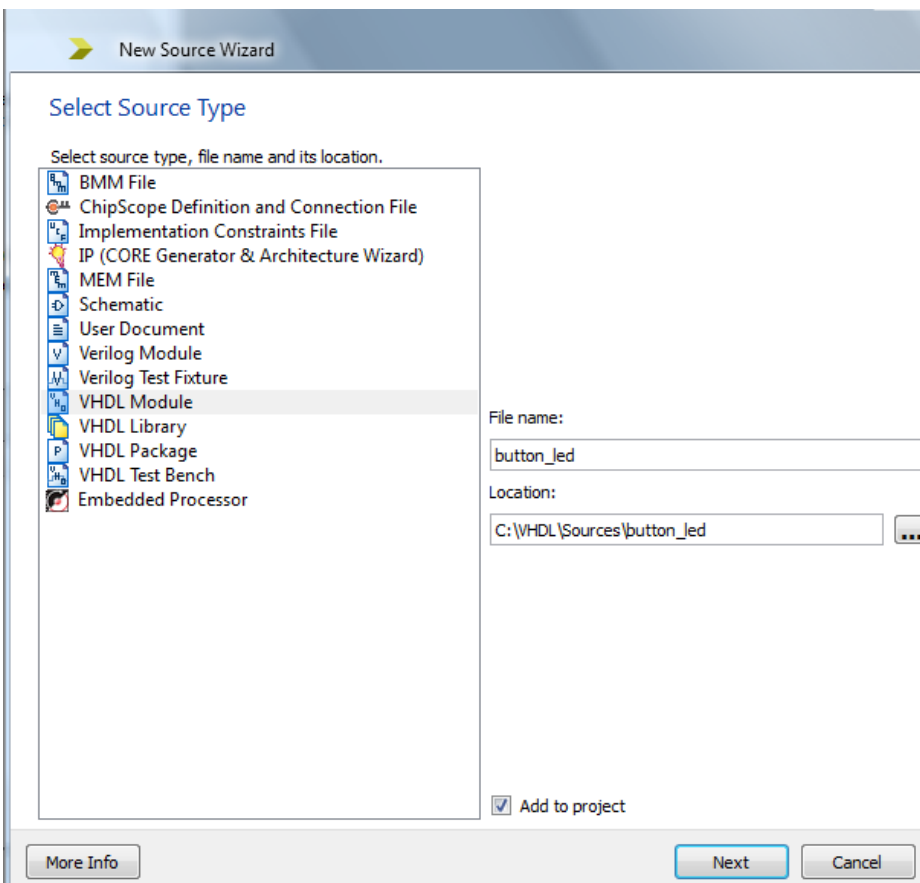 New Source Wizard
Select Source Type
Select source type, file name and its location.
BMM File
ChipScope Definition and Connection File
Implementation Constraints File
IP (CORE Generator & Architecture Wizard)
MEM File
Schematic
User Document
Verilog Module
Verilog Test Fixture
VHDL Module
VHDL Library
VHDL Package
VHDL Test Bench
Embedded Processor
File name:
button_led
Location:
C:\VHDL\Sources\button_led
...
Add to project
More Info
Next
Cancel